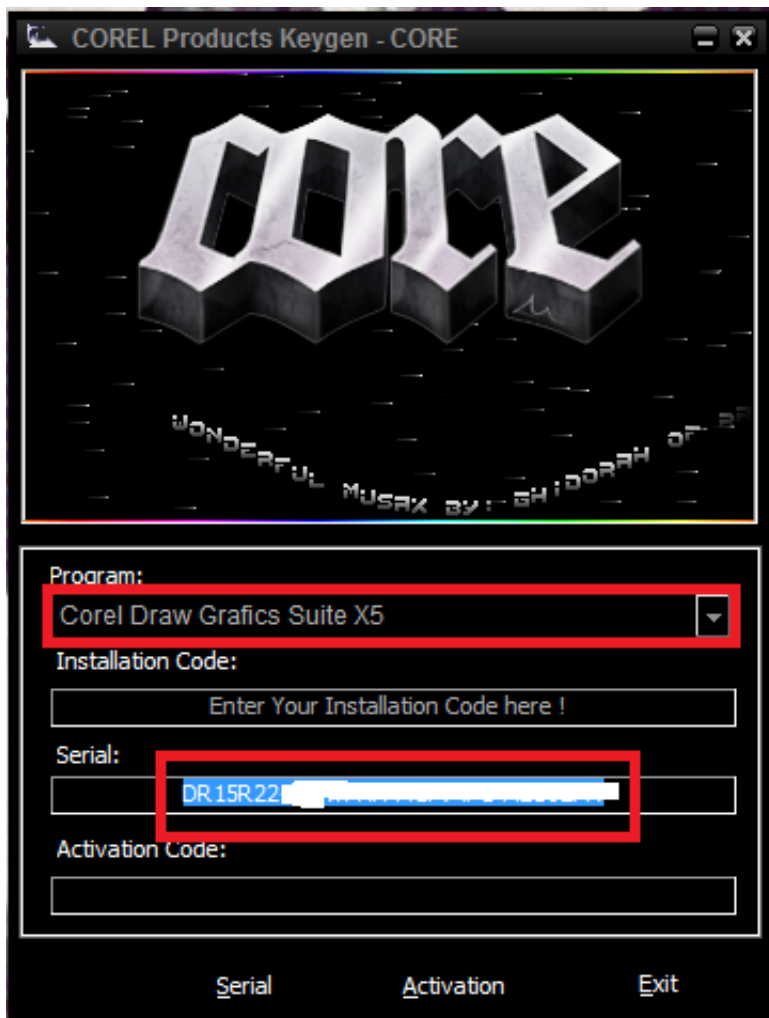 COREL Products Keygen - CORE
core
WONDERFUL MUSAX BY: GHIDORAH OF
Program:
Corel Draw Grafics Suite X5
Installation Code:
Enter Your Installation Code here !
Serial:
DR15R22
Activation Code:
Serial Activation Exit